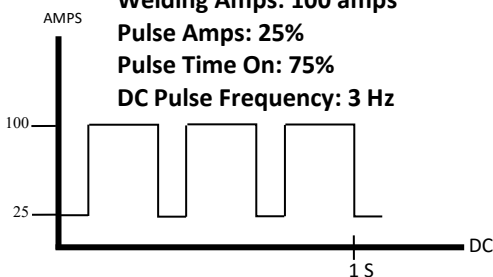 Welding Amps: 100 amps
AMPS
Pulse Amps: 25%
Pulse Time On: 75%
DC Pulse Frequency: 3 Hz
100
25
DC
1 S